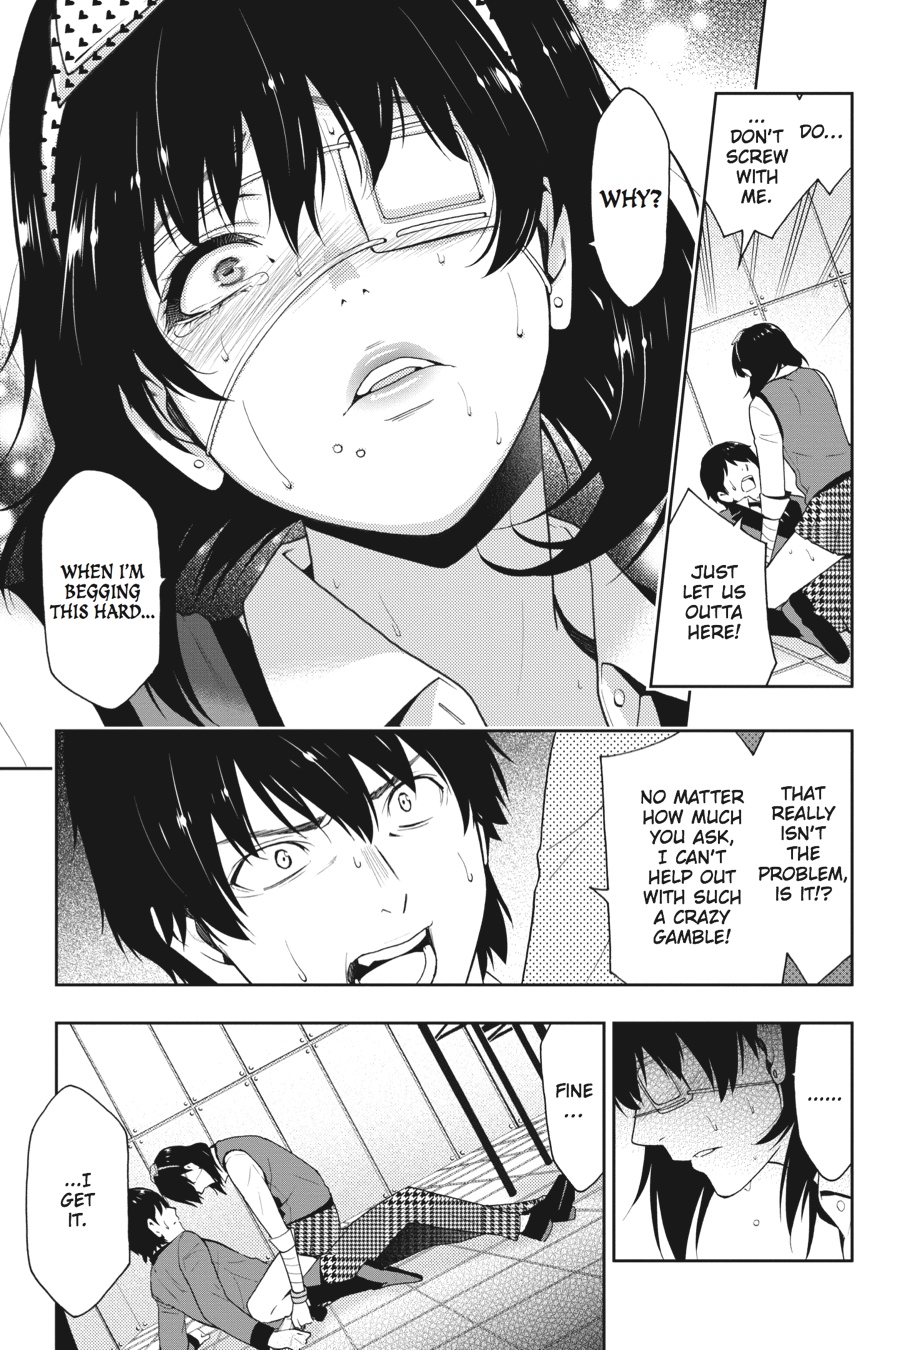 DO...
...
DON'T
SCREW
WITH
ME.
JUST
LET US
OUTTA
HERE!
WHY?
WHEN I'M
BEGGING
THIS HARD...
THAT
REALLY
ISN'T
THE
PROBLEM,
IS IT!?
NO MATTER
HOW MUCH
YOU ASK,
I CAN'T
HELP OUT
WITH SUCH
A CRAZY
GAMBLE!
......
FINE
...
...I
GET
IT.